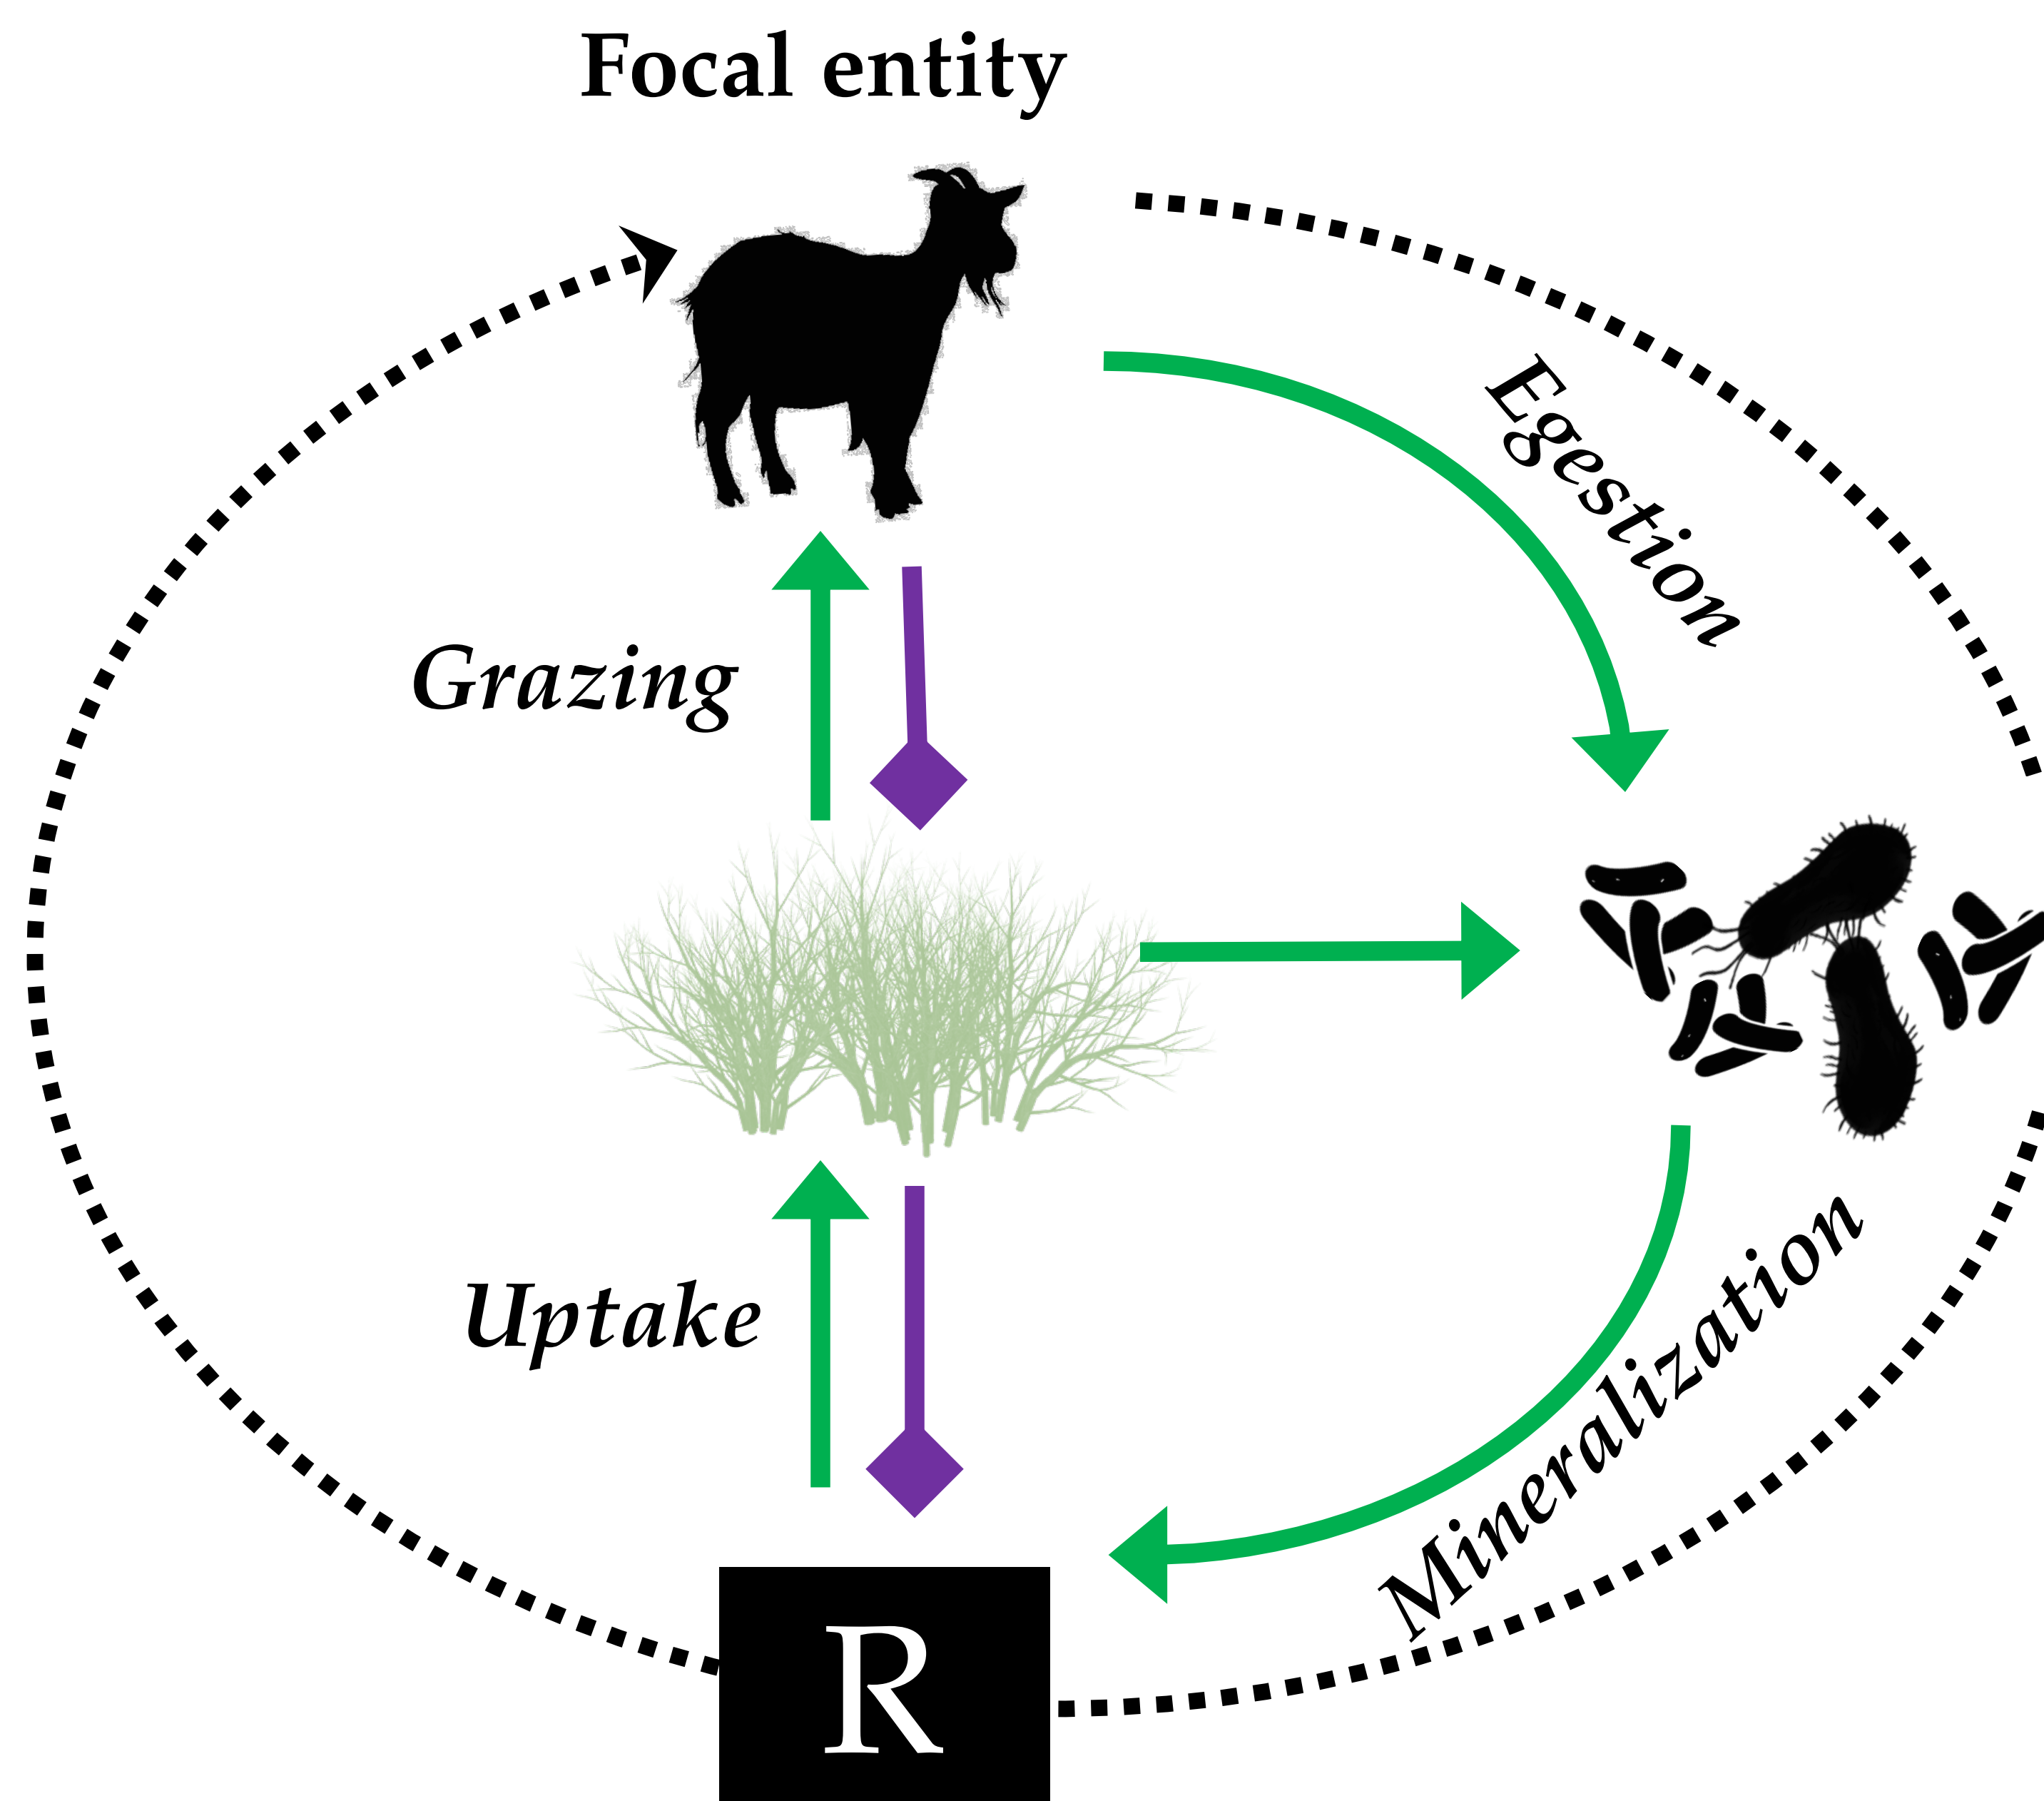 Focal entity
Egestion
Grazing
Uptake
Mineralization
R